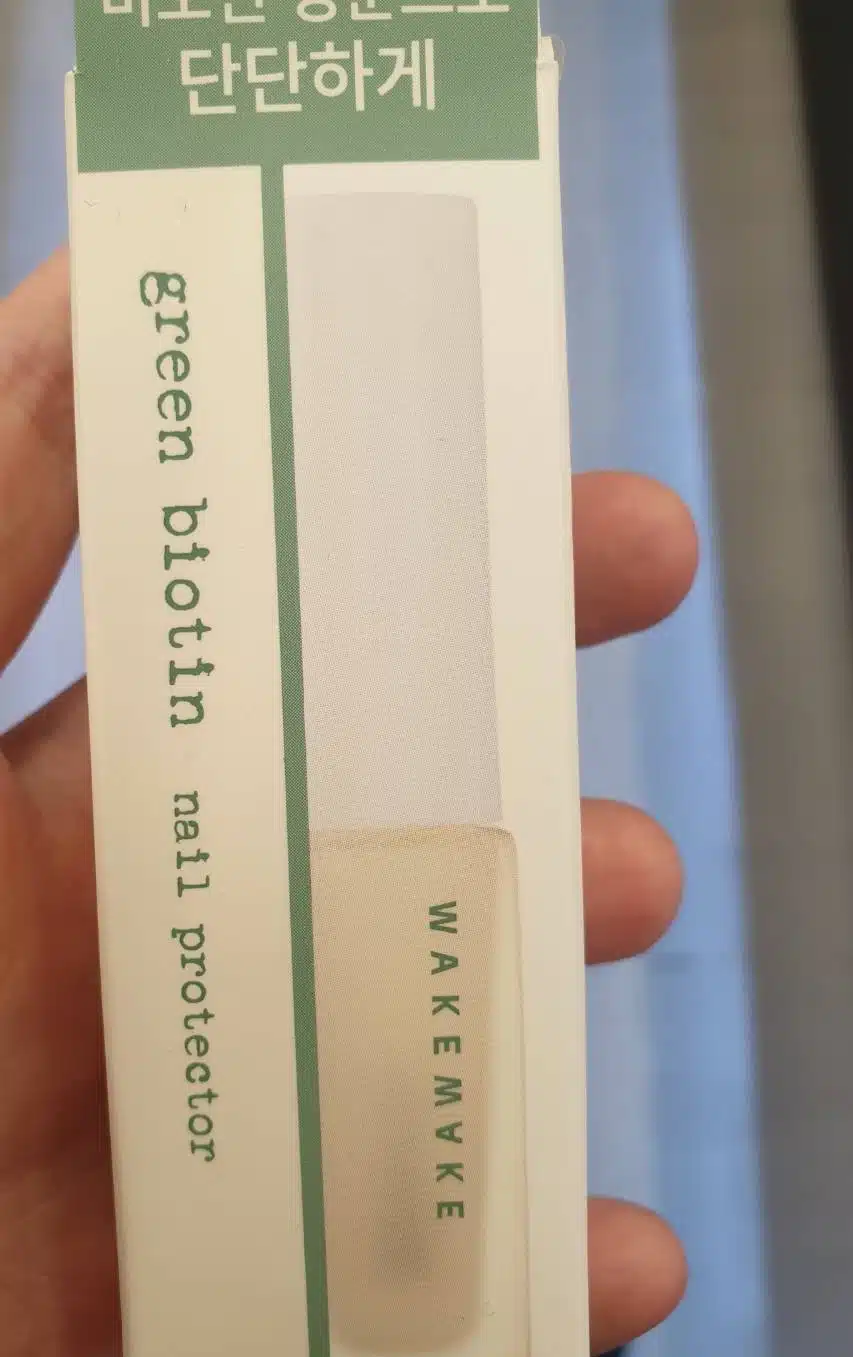 단단하게
green biotin nail protector
WAKEMAKE